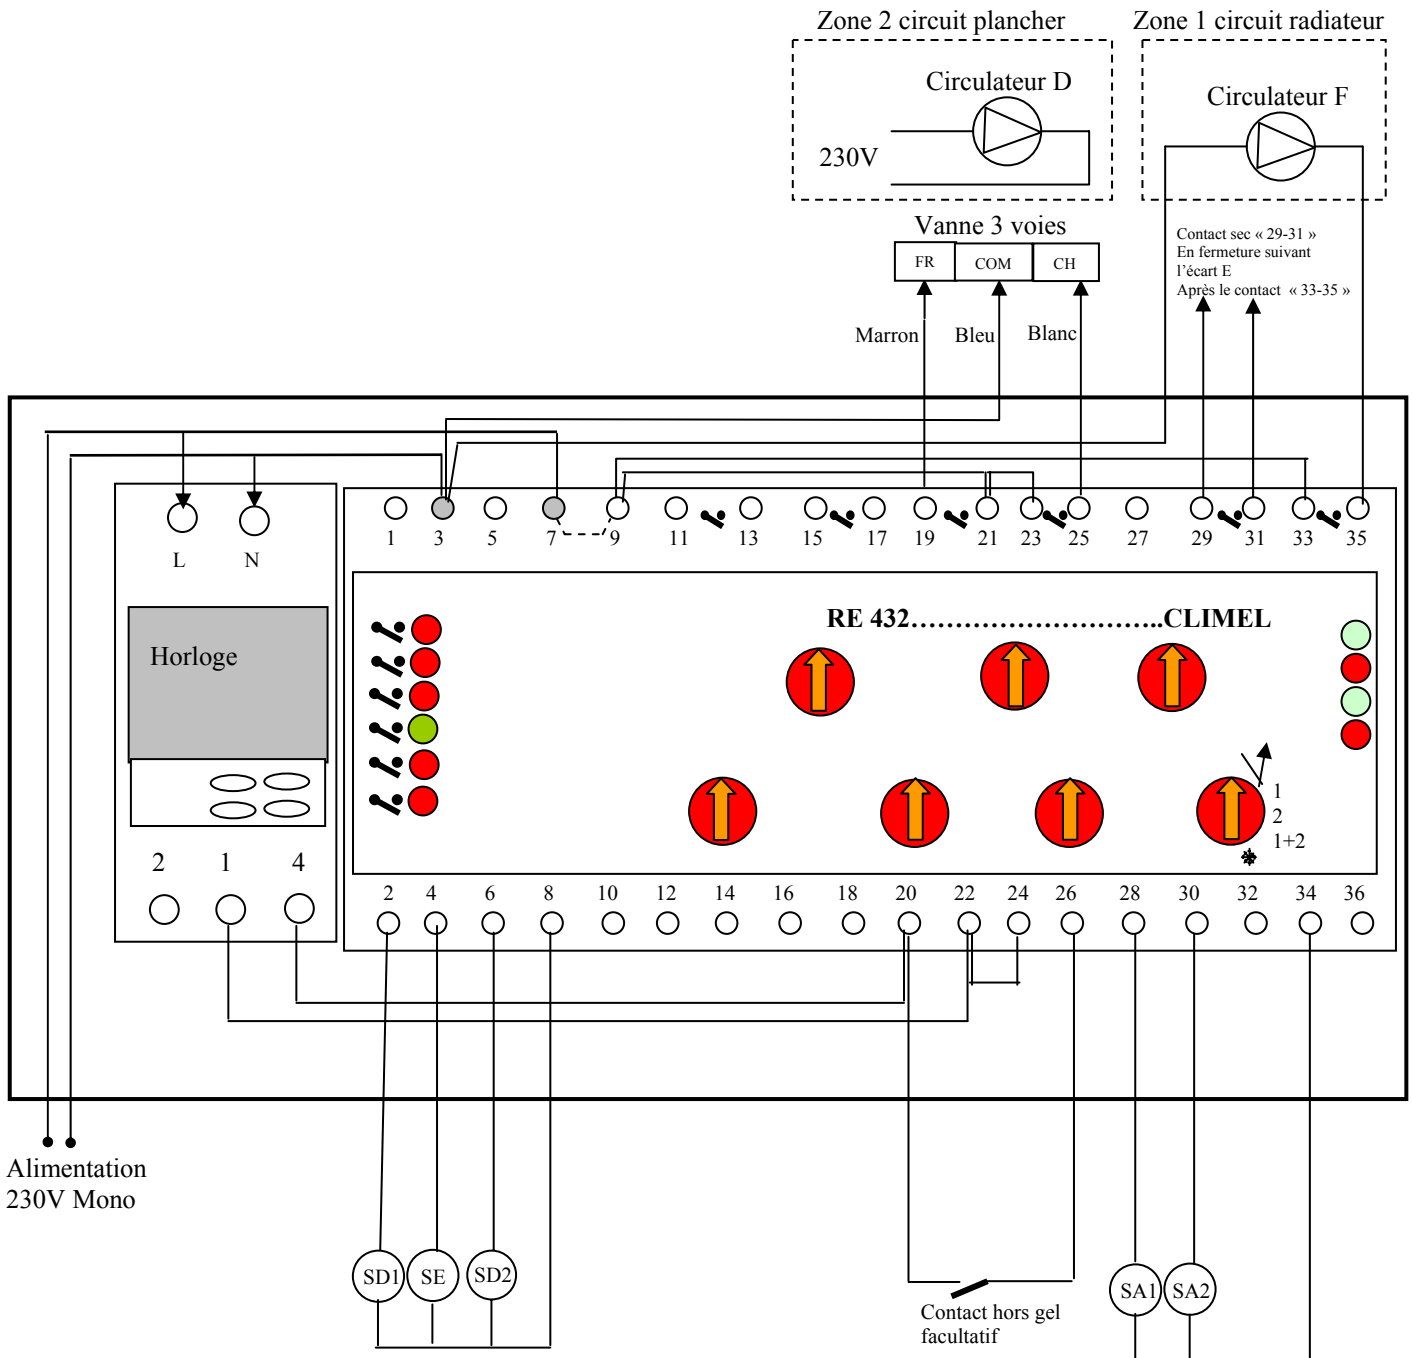 Zone 2 circuit plancher
Zone 1 circuit radiateur
Circulateur D
Circulateur F
230V
Vanne 3 voies
FR
COM
CH
Contact sec « 29-31 »
En fermeture suivant
l'écart E
Après le contact « 33-35 »
Marron
Bleu
Blanc
L
N
1
3
5
7
9
11
13
15
17
19
21
23
25
27
29
31
33
35
RE 432……………………………..CLIMEL
Horloge
1
2
1+2
2
1
4
2
4
6
8
10
12
14
16
18
20
22
24
26
28
30
32
34
36
Alimentation
230V Mono
SD1
SE
SD2
Contact hors gel
facultatif
SA1
SA2